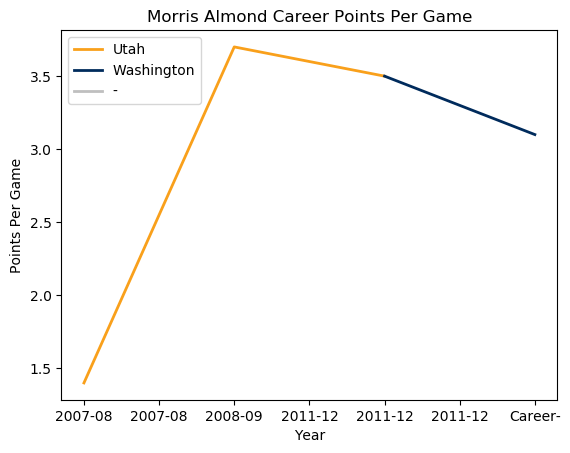 Morris Almond Career Points Per Game
Utah
Washington
-
3.5
3.0
2.5
2.0
1.5
Points Per Game
2007-08 2007-08 2008-09 2011-12 2011-12 2011-12 Career-
Year